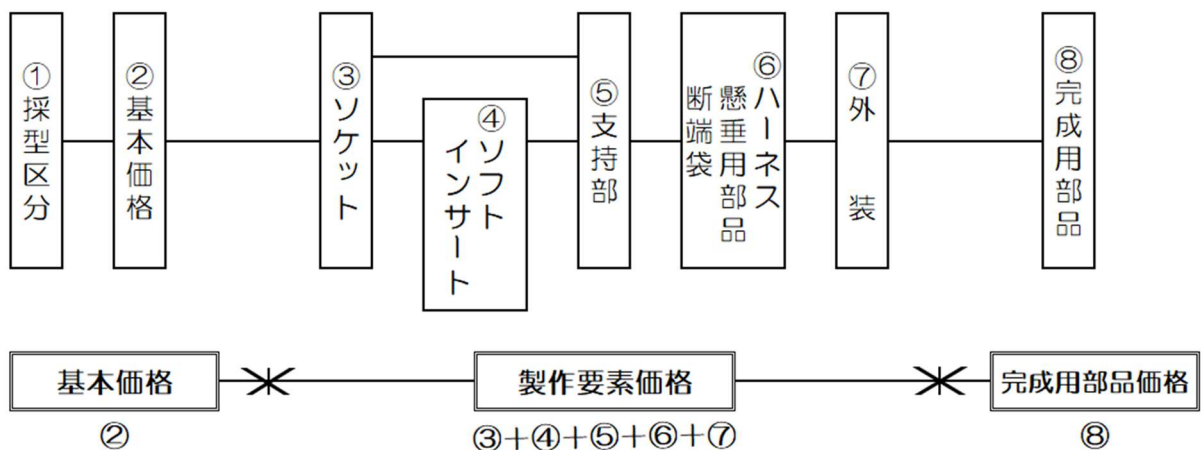 ①採型区分
②基本価格
③ソケット
④ソフト
インサート
⑤支持部
⑥ハーネス
懸垂用部品
断端袋
⑦外装
⑧完成用部品
基本価格
製作要素価格
完成用部品価格
②
③+④+⑤+⑥+⑦
⑧